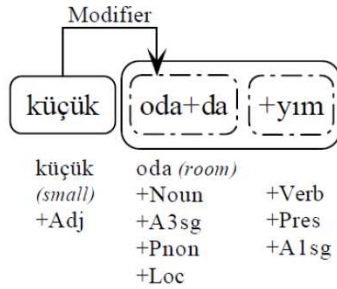 Modifier
küçük oda+da +yım
küçük oda (room)
(small) +Noun +Verb
+Adj +A3sg +Pres
+Pnon +A1sg
+Loc